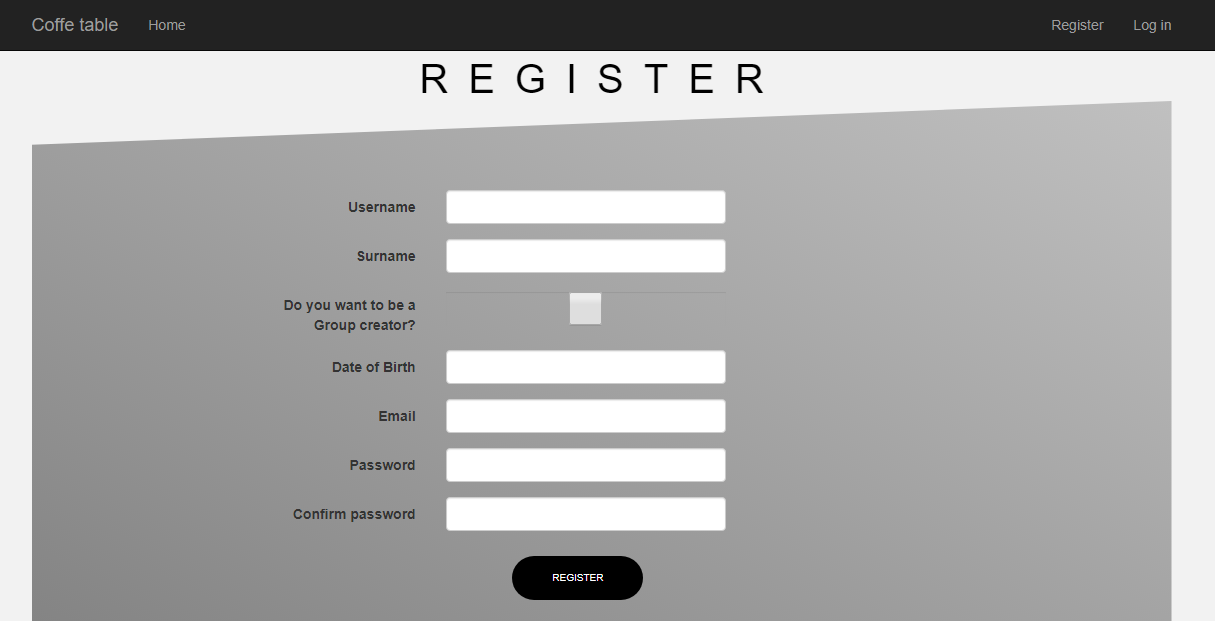 Coffe table Home Register Log in
R E G I S T E R
Username
Surname
Do you want to be a
Group creator?
Date of Birth
Email
Password
Confirm password
REGISTER